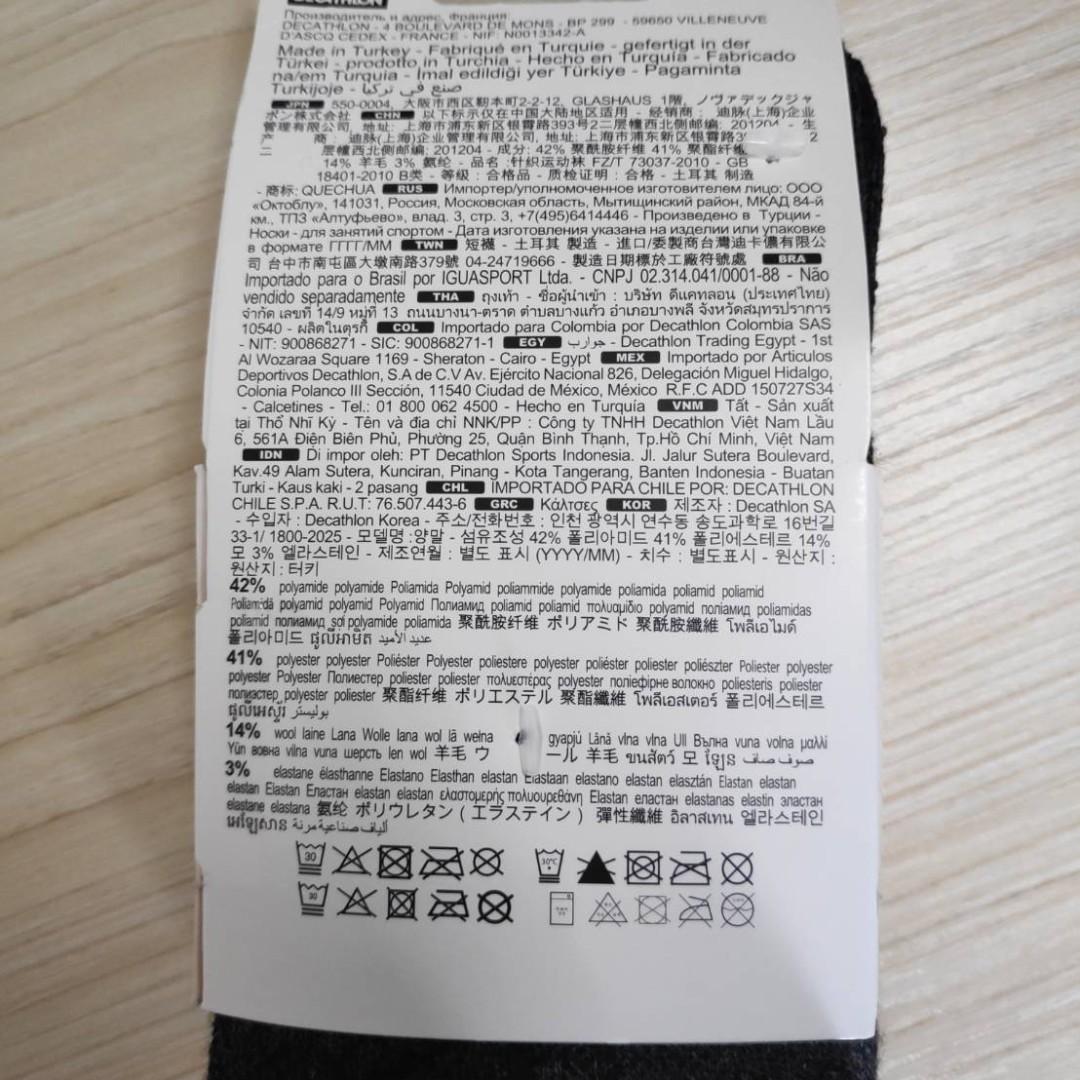 DECATHLON
Производитель и адрес, Франция:
DECATHLON - 4 BOULEVARD DE MONS - BP 299 - 59650 VILLENEUVE
D'ASCQ CEDEX - FRANCE - NIF: N0013342-A
Made in Turkey - Fabriqué en Turquie - gefertigt in der
Türkei - prodotto in Turchia - Hecho en Turquía - Fabricado
na/em Turquia - İmal edildiği yer Türkiye - Pagaminta
Turkijoje - صنع في تركيا
JPN 550-0004, 大阪市西区靭本町2-2-12, GLASHAUS 1階, ノヴァデックジャ
ポン株式会社 CHN 以下标示仅在中国大陆地区适用 - 经销商: 迪脉(上海)企业
管理有限公司, 地址: 上海市浦东新区银霄路393号2二层幢西北侧邮编: 201204 - 生
产 商: 迪脉(上海)企业管理有限公司, 地址: 上海市浦东新区银霄路3 2
二 层幢西北侧邮编: 201204 - 成分: 42% 聚酰胺纤维 41% 聚酯纤维
14% 羊毛 3% 氨纶 - 品名 :针织运动袜 FZ/T 73037-2010 - GB
18401-2010 B类 - 等级 : 合格品 - 质检证明 : 合格 - 土耳其 制造
- 商标: QUECHUA RUS Импортер/уполномоченное изготовителем лицо: ООО
«Октоблу», 141031, Россия, Московская область, Мытищинский район, МКАД 84-й
км., ТПЗ «Алтуфьево», влад. 3, стр. 3, +7(495)6414446 - Произведено в Турции -
Носки - для занятий спортом - Дата изготовления указана на изделии или упаковке
в формате ГГГГ/ММ TWN 短襪 - 土耳其 製造 - 進口/委製商台灣迪卡儂有限公
司 台中市南屯區大墩南路379號 04-24719666 - 製造日期標於工廠符號處 BRA
Importado para o Brasil por IGUASPORT Ltda. - CNPJ 02.314.041/0001-88 - Não
vendido separadamente THA ถุงเท้า - ชื่อผู้นำเข้า : บริษัท ดีแคทลอน (ประเทศไทย)
จำกัด เลขที่ 14/9 หมู่ที่ 13 ถนนบางนา-ตราด ตำบลบางแก้ว อำเภอบางพลี จังหวัดสมุทรปราการ
10540 - ผลิตในตุรกี COL Importado para Colombia por Decathlon Colombia SAS
- NIT: 900868271 - SIC: 900868271-1 EGY جوارب - Decathlon Trading Egypt - 1st
Al Wozaraa Square 1169 - Sheraton - Cairo - Egypt MEX Importado por Articulos
Deportivos Decathlon, S.A de C.V Av. Ejército Nacional 826, Delegación Miguel Hidalgo,
Colonia Polanco III Sección, 11540 Ciudad de México, México R.F.C ADD 150727S34
- Calcetines - Tel.: 01 800 062 4500 - Hecho en Turquía VNM Tất - Sản xuất
tại Thổ Nhĩ Kỳ - Tên và địa chỉ NNK/PP : Công ty TNHH Decathlon Việt Nam Lầu
6, 561A Điện Biên Phủ, Phường 25, Quận Bình Thạnh, Tp.Hồ Chí Minh, Việt Nam
IDN Di impor oleh: PT Decathlon Sports Indonesia. Jl. Jalur Sutera Boulevard,
Kav.49 Alam Sutera, Kunciran, Pinang - Kota Tangerang, Banten Indonesia - Buatan
Turki - Kaus kaki - 2 pasang CHL IMPORTADO PARA CHILE POR: DECATHLON
CHILE S.P.A. R.U.T: 76.507.443-6 GRC Κάλτσες KOR 제조자 : Decathlon SA
- 수입자 : Decathlon Korea - 주소/전화번호 : 인천 광역시 연수동 송도과학로 16번길
33-1/ 1800-2025 - 모델명 :양말 - 섬유조성 42% 폴리아미드 41% 폴리에스테르 14%
모 3% 엘라스테인 - 제조연월 : 별도 표시 (YYYY/MM) - 치수 : 별도표시 - 원산지 :
원산지 : 터키
42% polyamide polyamide Poliamida Polyamid poliammide polyamide poliamida poliamid poliamid
Poliamidă polyamid polyamid Polyamid Полиамид poliamid poliamid πολυαμίδιο polyamid поліамід poliamidas
poliamid полиамид sợi polyamide poliamida 聚酰胺纤维 ポリアミド 聚酰胺纖維 โพลีเอไมด์
폴리아미드 ផូលីអាមីត عديد الأميد
41% polyester polyester Poliéster Polyester poliestere polyester poliéster poliester poliészter Poliester polyester
polyester Polyester Полиестер poliester poliester πολυεστέρας polyester поліефірне волокно poliesteris poliester
полиэстер polyester poliester 聚酯纤维 ポリエステル 聚酯纖維 โพลีเอสเตอร์ 폴리에스테르
ផូលីអេស្ទ័រ بوليستر
14% wool laine Lana Wolle lana wol lã wełna gyapjú Lână vlna vlna Ull Вълна vuna volna μαλλί
Yün вовна vilna vuna шерсть len wol 羊毛 ウ ール 羊毛 ขนสัตว์ 모 ឡែន صوف صاف
3% elastane élasthanne Elastano Elasthan elastan Elastaan elastano elastan elasztán Elastan elastan
elastan Elastan Еластан elastan elastan ελαστομερής πολυουρεθάνη Elastan еластан elastanas elastin эластан
elastane elastana 氨纶 ポリウレタン ( エラステイン ) 彈性纖維 อิลาสเทน 엘라스테인
អេឡៃសាន ألياف صناعية مرنة
30 30°C
30